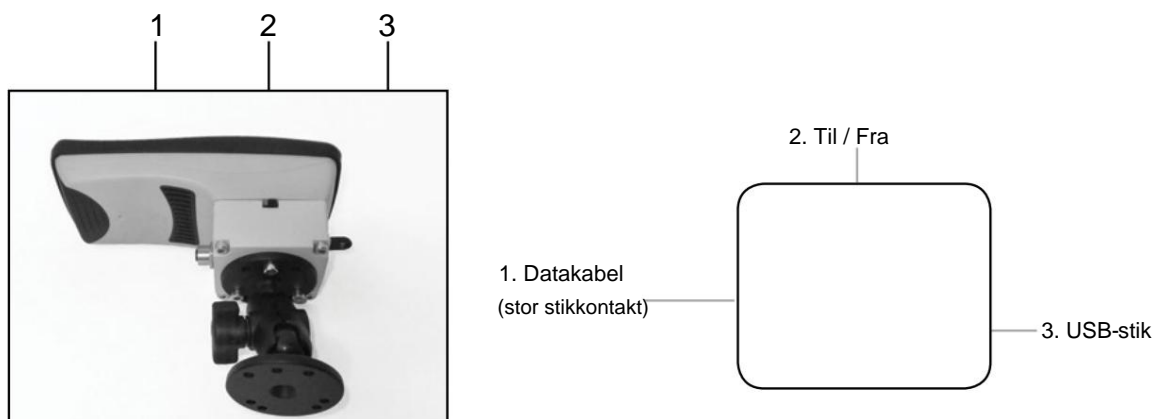 1 2 3
2. Til / Fra
1. Datakabel
(stor stikkontakt)
3. USB-stik